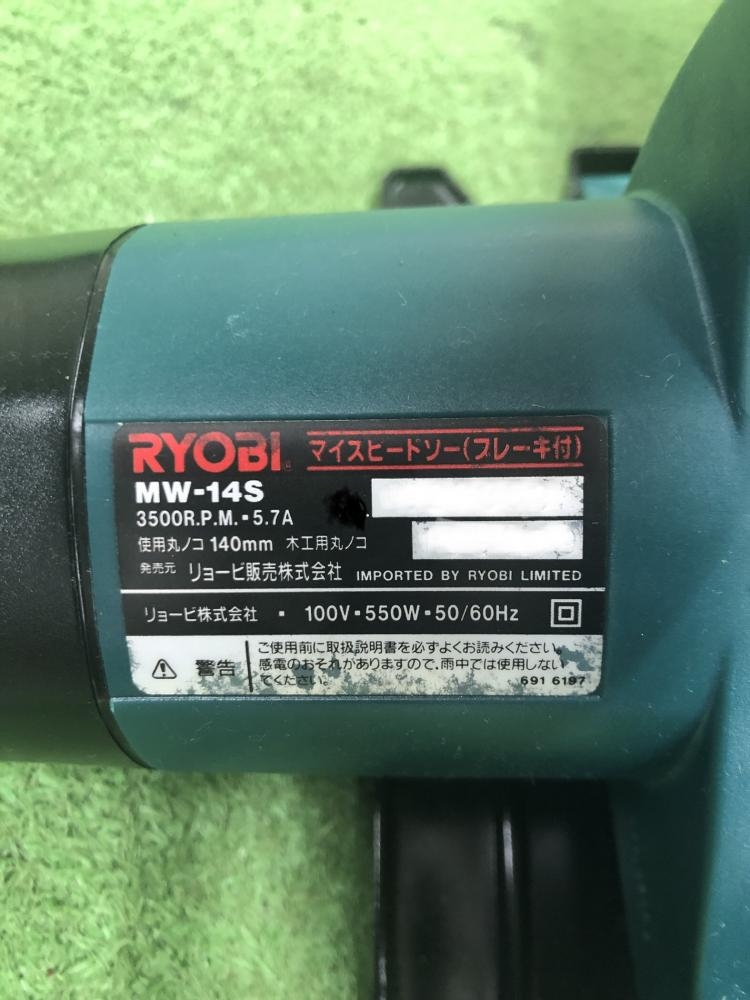 RYOBI マイスピードソー(ブレーキ付)
MW-14S
3500R.P.M.・5.7A
使用丸ノコ 140mm 木工用丸ノコ
発売元 リョービ販売株式会社 IMPORTED BY RYOBI LIMITED
リョービ株式会社 ・ 100V・550W・50/60Hz
警告
ご使用前に取扱説明書を必ずよくお読みください。
感電のおそれがありますので、雨中では使用しない
でください。
691 6197